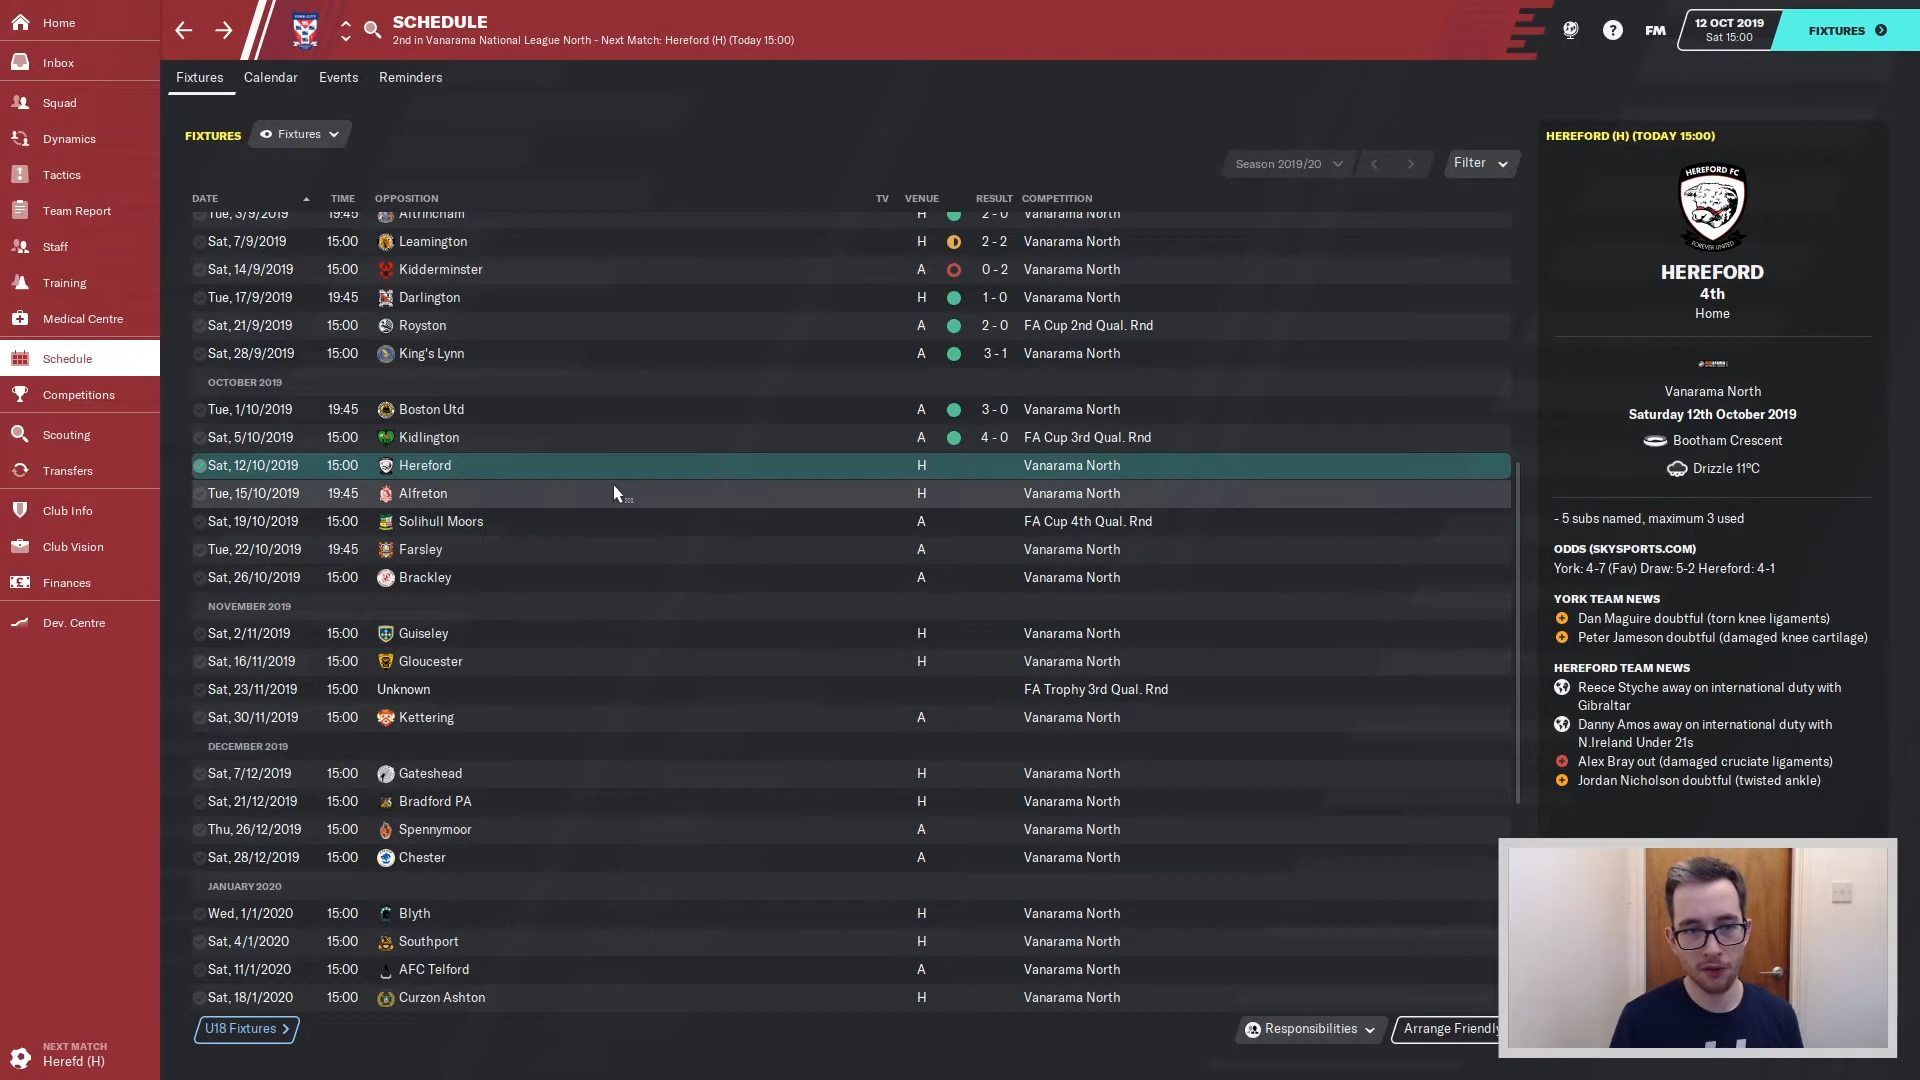 Home
Inbox
Squad
Dynamics
Tactics
Team Report
Staff
Training
Medical Centre
Schedule
Competitions
Scouting
Transfers
Club Info
Club Vision
Finances
Dev. Centre
NEXT MATCH
Herefd (H)
SCHEDULE
2nd in Vanarama National League North - Next Match: Hereford (H) (Today 15:00)
FM
12 OCT 2019
Sat 15:00
FIXTURES
Fixtures Calendar Events Reminders
FIXTURES Fixtures
Season 2019/20 Filter
DATE TIME OPPOSITION TV VENUE RESULT COMPETITION
Tue, 3/9/2019 19:45 Altrincham H 2 - 0 Vanarama North
Sat, 7/9/2019 15:00 Leamington H 2 - 2 Vanarama North
Sat, 14/9/2019 15:00 Kidderminster A 0 - 2 Vanarama North
Tue, 17/9/2019 19:45 Darlington H 1 - 0 Vanarama North
Sat, 21/9/2019 15:00 Royston A 2 - 0 FA Cup 2nd Qual. Rnd
Sat, 28/9/2019 15:00 King's Lynn A 3 - 1 Vanarama North
OCTOBER 2019
Tue, 1/10/2019 19:45 Boston Utd A 3 - 0 Vanarama North
Sat, 5/10/2019 15:00 Kidlington A 4 - 0 FA Cup 3rd Qual. Rnd
Sat, 12/10/2019 15:00 Hereford H Vanarama North
Tue, 15/10/2019 19:45 Alfreton H Vanarama North
Sat, 19/10/2019 15:00 Solihull Moors A FA Cup 4th Qual. Rnd
Tue, 22/10/2019 19:45 Farsley A Vanarama North
Sat, 26/10/2019 15:00 Brackley A Vanarama North
NOVEMBER 2019
Sat, 2/11/2019 15:00 Guiseley H Vanarama North
Sat, 16/11/2019 15:00 Gloucester H Vanarama North
Sat, 23/11/2019 15:00 Unknown FA Trophy 3rd Qual. Rnd
Sat, 30/11/2019 15:00 Kettering A Vanarama North
DECEMBER 2019
Sat, 7/12/2019 15:00 Gateshead H Vanarama North
Sat, 21/12/2019 15:00 Bradford PA H Vanarama North
Thu, 26/12/2019 15:00 Spennymoor A Vanarama North
Sat, 28/12/2019 15:00 Chester A Vanarama North
JANUARY 2020
Wed, 1/1/2020 15:00 Blyth H Vanarama North
Sat, 4/1/2020 15:00 Southport H Vanarama North
Sat, 11/1/2020 15:00 AFC Telford A Vanarama North
Sat, 18/1/2020 15:00 Curzon Ashton H Vanarama North
U18 Fixtures
Responsibilities
Arrange Friendly
HEREFORD (H) (TODAY 15:00)
HEREFORD FC
FOREVER UNITED
HEREFORD
4th
Home
Vanarama North
Saturday 12th October 2019
Bootham Crescent
Drizzle 11ºC
- 5 subs named, maximum 3 used
ODDS (SKYSPORTS.COM)
York: 4-7 (Fav) Draw: 5-2 Hereford: 4-1
YORK TEAM NEWS
Dan Maguire doubtful (torn knee ligaments)
Peter Jameson doubtful (damaged knee cartilage)
HEREFORD TEAM NEWS
Reece Styche away on international duty with
Gibraltar
Danny Amos away on international duty with
N.Ireland Under 21s
Alex Bray out (damaged cruciate ligaments)
Jordan Nicholson doubtful (twisted ankle)